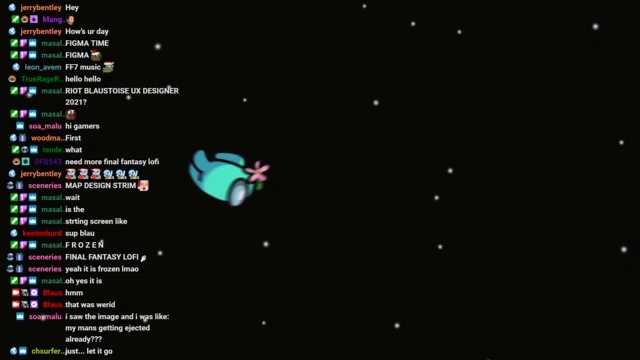 jerrybentley Hey
Mang..
jerrybentley How's ur day
masal.. FIGMA TIME
masal.. FIGMA
leon_avem FF7 music
TrueRageR.. hello hello
masal.. RIOT BLAUSTOISE UX DESIGNER
2021?
masal..
soa_malu hi gamers
woodma.. First
tends.. what
DFB543 need more final fantasy lofi
jerrybentley
sceneries MAP DESIGN STRIM
masal.. wait
masal.. is the
masal.. strting screen like
keetonburd sup blau
masal.. F R O Z E N
sceneries FINAL FANTASY LOFI
sceneries yeah it is frozen lmao
masal.. oh yes it is
Blaus.. hmm
Blaus.. that was werid
soa_malu i saw the image and i was like:
my mans getting ejected
already???
chsurfer.. just... let it go